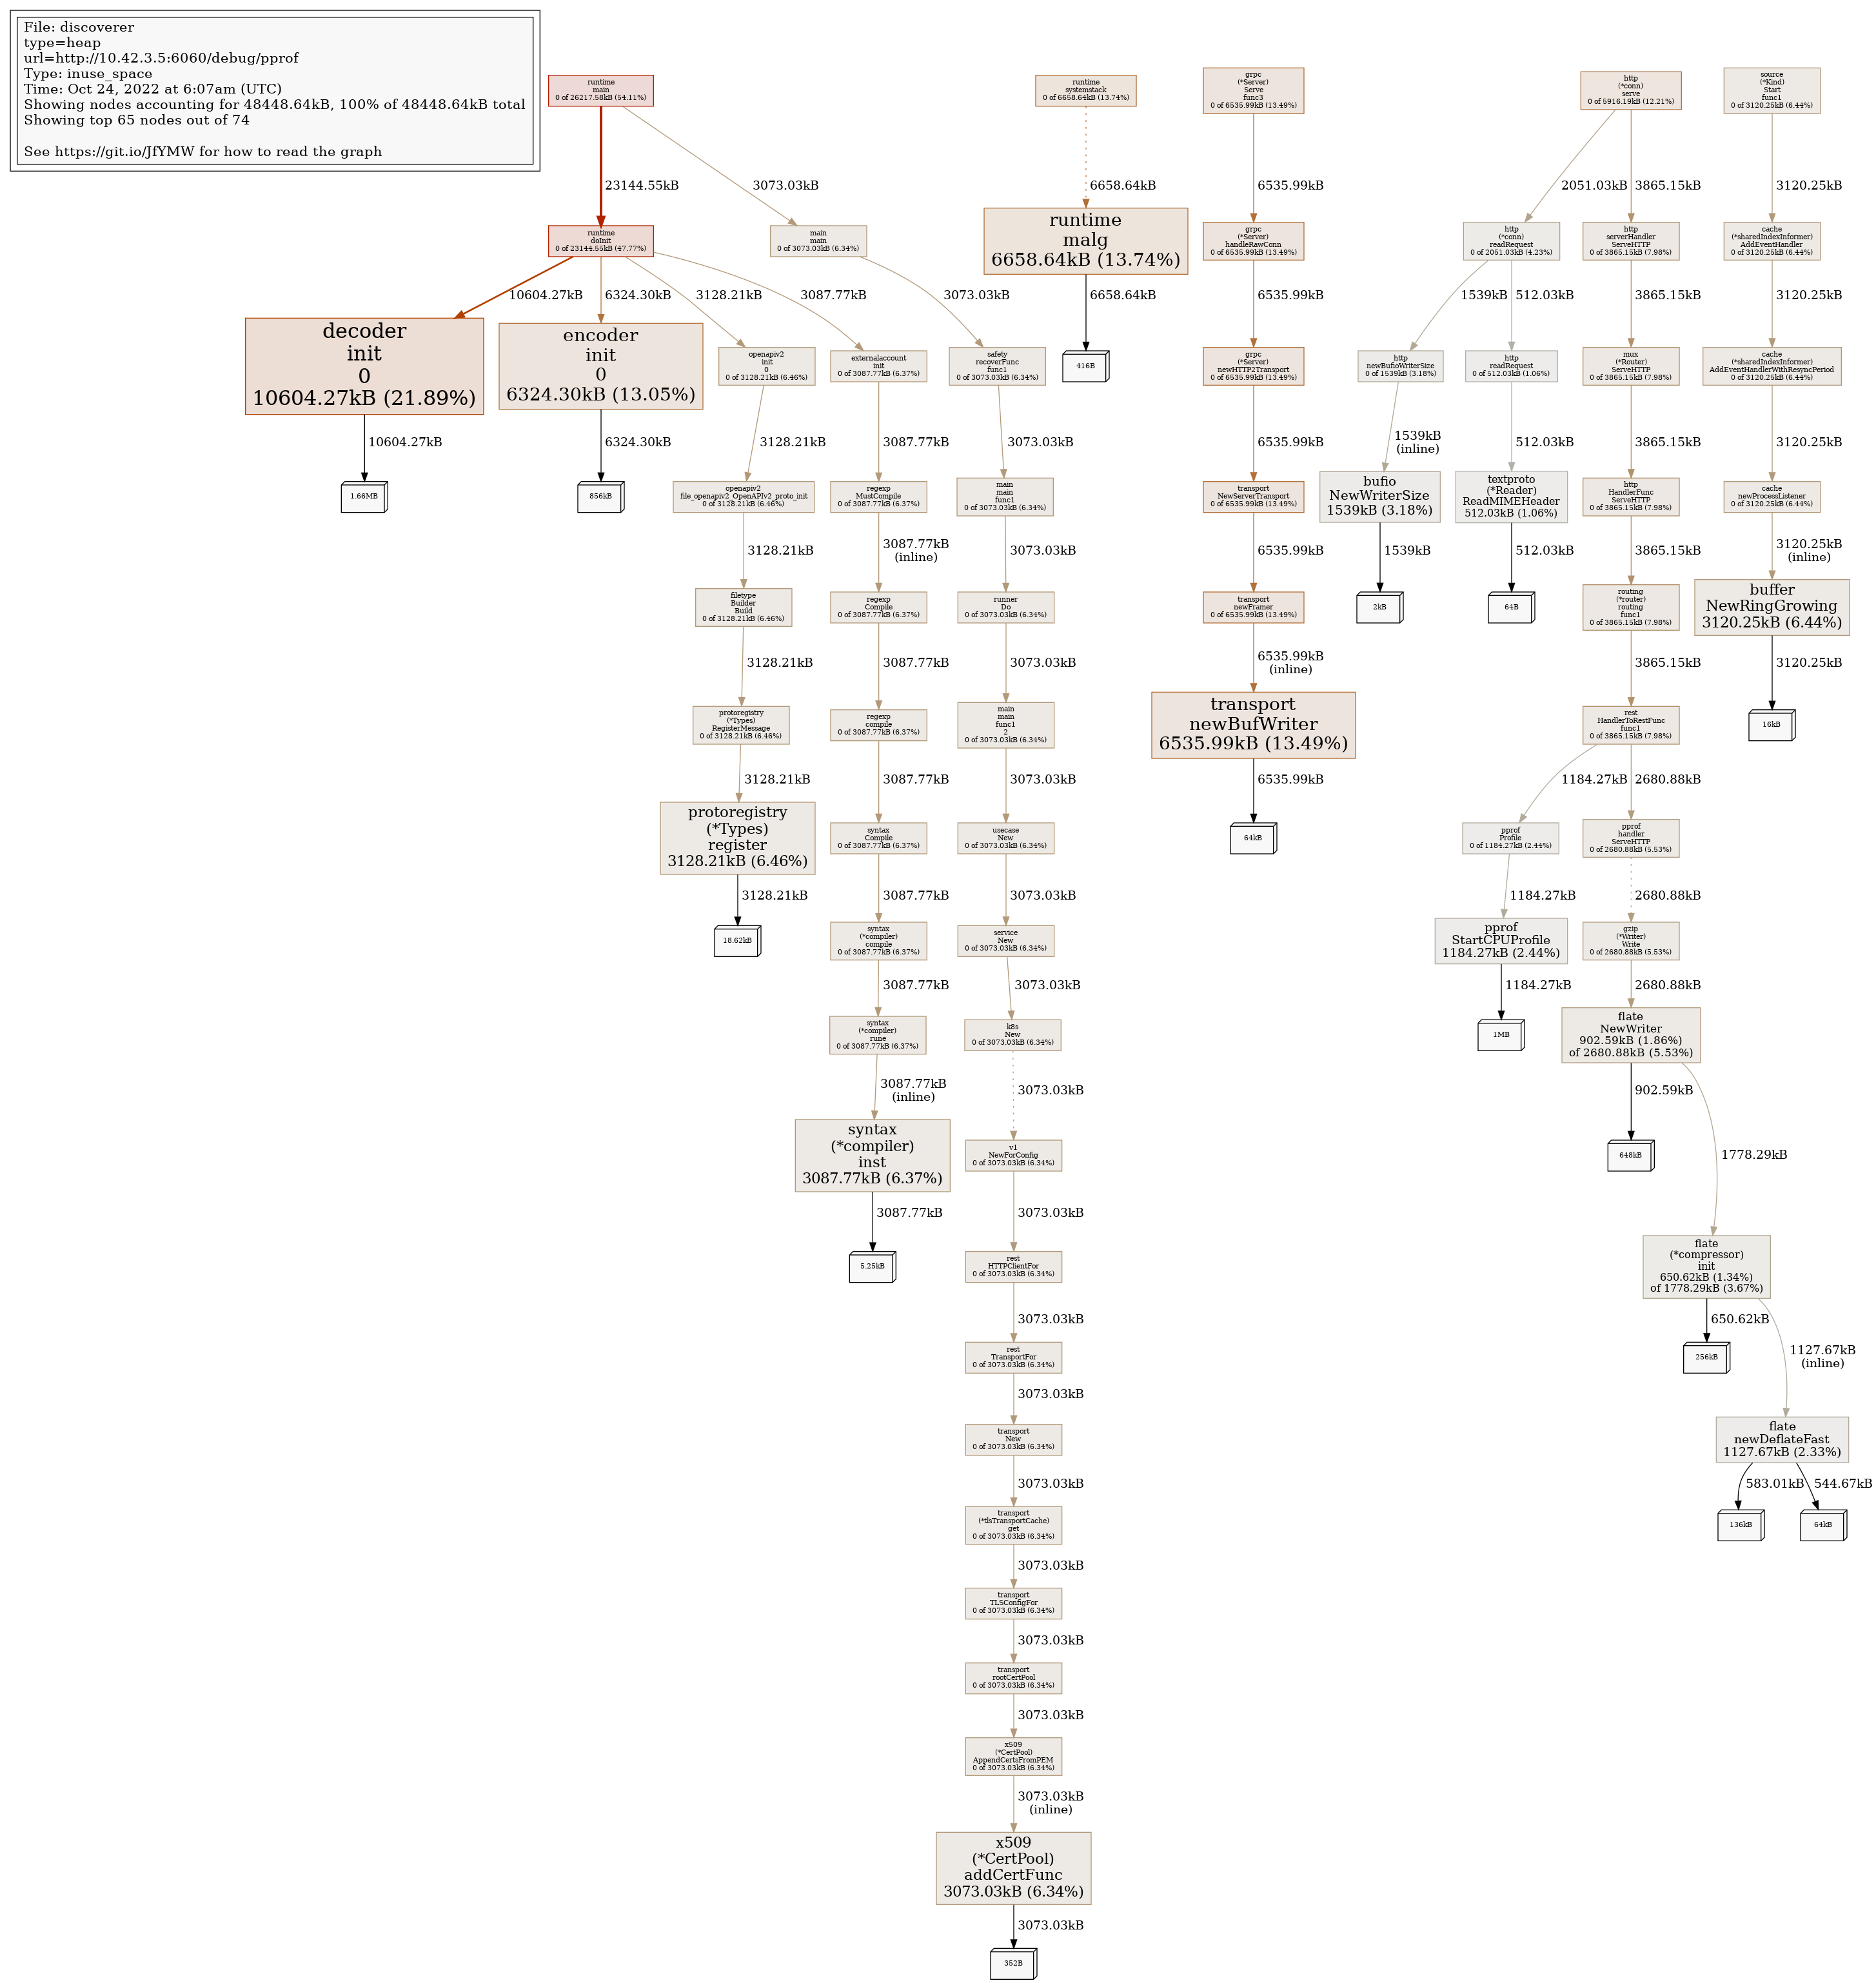 File: discoverer
type=heap
url=http://10.42.3.5:6060/debug/pprof
Type: inuse_space
Time: Oct 24, 2022 at 6:07am (UTC)
Showing nodes accounting for 48448.64kB, 100% of 48448.64kB total
Showing top 65 nodes out of 74
See https://git.io/JfYMW for how to read the graph
runtime
main
0 of 26217.58kB (54.11%)
23144.55kB
3073.03kB
runtime
doInit
0 of 23144.55kB (47.77%)
10604.27kB
6324.30kB
3128.21kB
3087.77kB
decoder
init
0
10604.27kB (21.89%)
10604.27kB
1.66MB
encoder
init
0
6324.30kB (13.05%)
6324.30kB
856kB
openapiv2
init
0
0 of 3128.21kB (6.46%)
3128.21kB
openapiv2
file_openapiv2_OpenAPIv2_proto_init
0 of 3128.21kB (6.46%)
3128.21kB
filetype
Builder
Build
0 of 3128.21kB (6.46%)
3128.21kB
protoregistry
(*Types)
RegisterMessage
0 of 3128.21kB (6.46%)
3128.21kB
protoregistry
(*Types)
register
3128.21kB (6.46%)
3128.21kB
18.62kB
externalaccount
init
0 of 3087.77kB (6.37%)
3087.77kB
regexp
MustCompile
0 of 3087.77kB (6.37%)
3087.77kB
(inline)
regexp
Compile
0 of 3087.77kB (6.37%)
3087.77kB
regexp
compile
0 of 3087.77kB (6.37%)
3087.77kB
syntax
Compile
0 of 3087.77kB (6.37%)
3087.77kB
syntax
(*compiler)
compile
0 of 3087.77kB (6.37%)
3087.77kB
syntax
(*compiler)
rune
0 of 3087.77kB (6.37%)
3087.77kB
(inline)
syntax
(*compiler)
inst
3087.77kB (6.37%)
3087.77kB
5.25kB
main
main
0 of 3073.03kB (6.34%)
3073.03kB
safety
recoverFunc
func1
0 of 3073.03kB (6.34%)
3073.03kB
main
main
func1
0 of 3073.03kB (6.34%)
3073.03kB
runner
Do
0 of 3073.03kB (6.34%)
3073.03kB
main
main
func1
2
0 of 3073.03kB (6.34%)
3073.03kB
usecase
New
0 of 3073.03kB (6.34%)
3073.03kB
service
New
0 of 3073.03kB (6.34%)
3073.03kB
k8s
New
0 of 3073.03kB (6.34%)
3073.03kB
v1
NewForConfig
0 of 3073.03kB (6.34%)
3073.03kB
rest
HTTPClientFor
0 of 3073.03kB (6.34%)
3073.03kB
rest
TransportFor
0 of 3073.03kB (6.34%)
3073.03kB
transport
New
0 of 3073.03kB (6.34%)
3073.03kB
transport
(*tlsTransportCache)
get
0 of 3073.03kB (6.34%)
3073.03kB
transport
TLSConfigFor
0 of 3073.03kB (6.34%)
3073.03kB
transport
rootCertPool
0 of 3073.03kB (6.34%)
3073.03kB
x509
(*CertPool)
AppendCertsFromPEM
0 of 3073.03kB (6.34%)
3073.03kB
(inline)
x509
(*CertPool)
addCertFunc
3073.03kB (6.34%)
3073.03kB
352B
runtime
systemstack
0 of 6658.64kB (13.74%)
6658.64kB
runtime
malg
6658.64kB (13.74%)
6658.64kB
416B
grpc
(*Server)
Serve
func3
0 of 6535.99kB (13.49%)
6535.99kB
grpc
(*Server)
handleRawConn
0 of 6535.99kB (13.49%)
6535.99kB
grpc
(*Server)
newHTTP2Transport
0 of 6535.99kB (13.49%)
6535.99kB
transport
NewServerTransport
0 of 6535.99kB (13.49%)
6535.99kB
transport
newFramer
0 of 6535.99kB (13.49%)
6535.99kB
(inline)
transport
newBufWriter
6535.99kB (13.49%)
6535.99kB
64kB
http
(*conn)
serve
0 of 5916.19kB (12.21%)
2051.03kB
3865.15kB
http
(*conn)
readRequest
0 of 2051.03kB (4.23%)
1539kB
512.03kB
http
newBufioWriterSize
0 of 1539kB (3.18%)
1539kB
(inline)
bufio
NewWriterSize
1539kB (3.18%)
1539kB
2kB
http
readRequest
0 of 512.03kB (1.06%)
512.03kB
textproto
(*Reader)
ReadMIMEHeader
512.03kB (1.06%)
512.03kB
64B
http
serverHandler
ServeHTTP
0 of 3865.15kB (7.98%)
3865.15kB
mux
(*Router)
ServeHTTP
0 of 3865.15kB (7.98%)
3865.15kB
http
HandlerFunc
ServeHTTP
0 of 3865.15kB (7.98%)
3865.15kB
routing
(*router)
routing
func1
0 of 3865.15kB (7.98%)
3865.15kB
rest
HandlerToRestFunc
func1
0 of 3865.15kB (7.98%)
1184.27kB
2680.88kB
pprof
Profile
0 of 1184.27kB (2.44%)
1184.27kB
pprof
StartCPUProfile
1184.27kB (2.44%)
1184.27kB
1MB
pprof
handler
ServeHTTP
0 of 2680.88kB (5.53%)
2680.88kB
gzip
(*Writer)
Write
0 of 2680.88kB (5.53%)
2680.88kB
flate
NewWriter
902.59kB (1.86%)
of 2680.88kB (5.53%)
902.59kB
648kB
1778.29kB
flate
(*compressor)
init
650.62kB (1.34%)
of 1778.29kB (3.67%)
650.62kB
256kB
1127.67kB
(inline)
flate
newDeflateFast
1127.67kB (2.33%)
583.01kB
544.67kB
136kB
64kB
source
(*Kind)
Start
func1
0 of 3120.25kB (6.44%)
3120.25kB
cache
(*sharedIndexInformer)
AddEventHandler
0 of 3120.25kB (6.44%)
3120.25kB
cache
(*sharedIndexInformer)
AddEventHandlerWithResyncPeriod
0 of 3120.25kB (6.44%)
3120.25kB
cache
newProcessListener
0 of 3120.25kB (6.44%)
3120.25kB
(inline)
buffer
NewRingGrowing
3120.25kB (6.44%)
3120.25kB
16kB